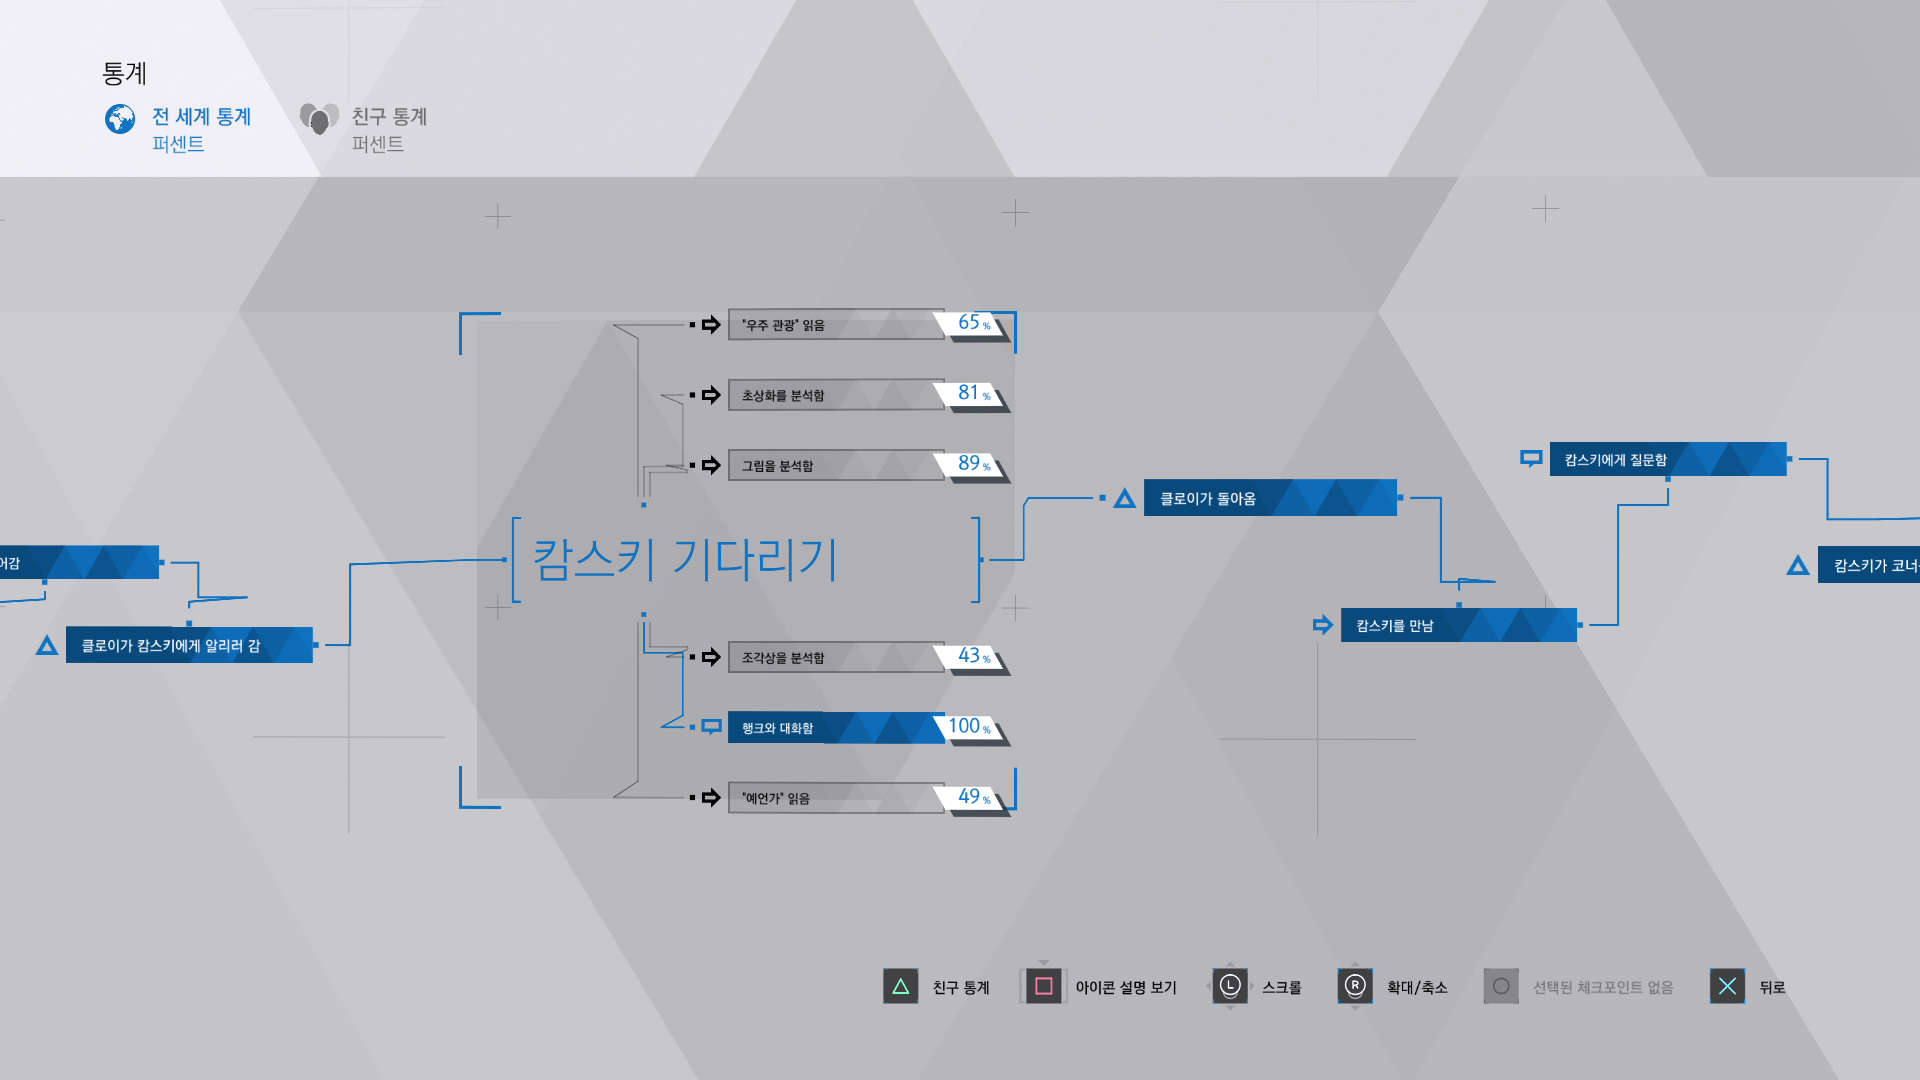 통계
전 세계 통계
퍼센트
친구 통계
퍼센트
"우주 관광" 읽음
65 %
초상화를 분석함
81 %
그림을 분석함
89 %
캄스키 기다리기
조각상을 분석함
43 %
행크와 대화함
100 %
"예언가" 읽음
49 %
어감
클로이가 캄스키에게 알리러 감
클로이가 돌아옴
캄스키를 만남
캄스키에게 질문함
캄스키가 코너
친구 통계
아이콘 설명 보기
L
스크롤
R
확대/축소
선택된 체크포인트 없음
뒤로